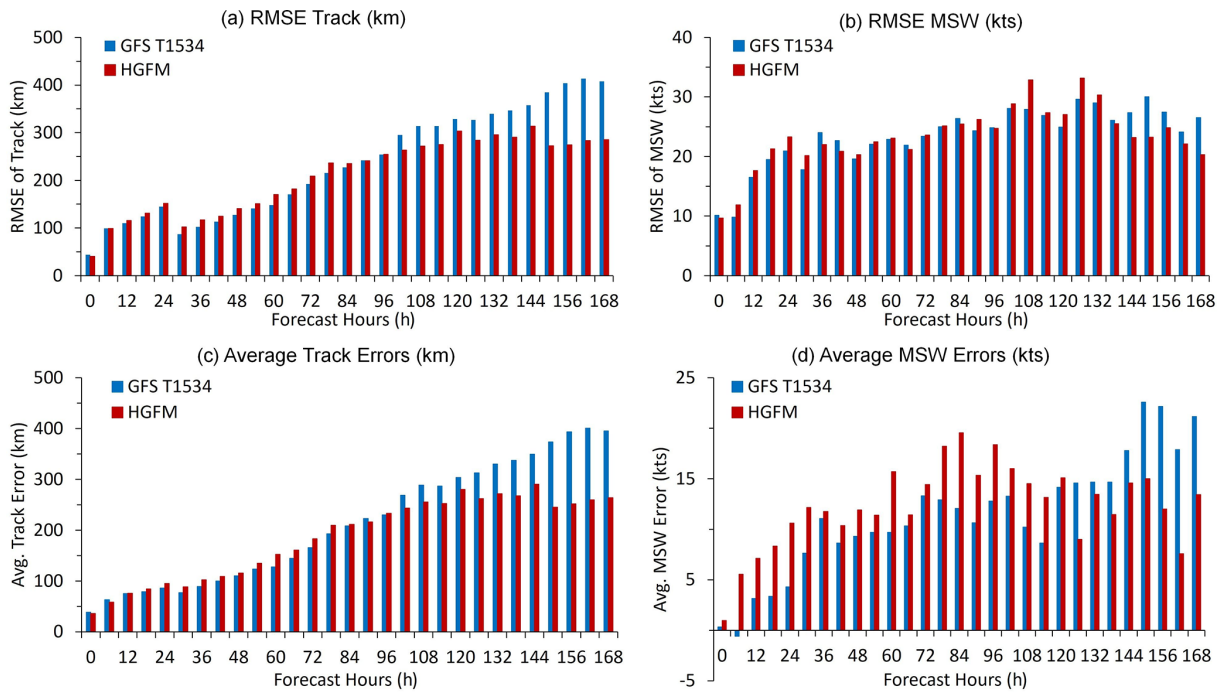 (a) RMSE Track (km)
500
400
300
200
100
0
RMSE of Track (km)
GFS T1534
HGFM
0 12 24 36 48 60 72 84 96 108 120 132 144 156 168
Forecast Hours (h)
(b) RMSE MSW (kts)
40
30
20
10
0
RMSE of MSW (kts)
GFS T1534
HGFM
0 12 24 36 48 60 72 84 96 108 120 132 144 156 168
Forecast Hours (h)
(c) Average Track Errors (km)
500
400
300
200
100
0
Avg. Track Error (km)
GFS T1534
HGFM
0 12 24 36 48 60 72 84 96 108 120 132 144 156 168
Forecast Hours (h)
(d) Average MSW Errors (kts)
25
15
5
-5
Avg. MSW Error (kts)
GFS T1534
HGFM
0 12 24 36 48 60 72 84 96 108 120 132 144 156 168
Forecast Hours (h)